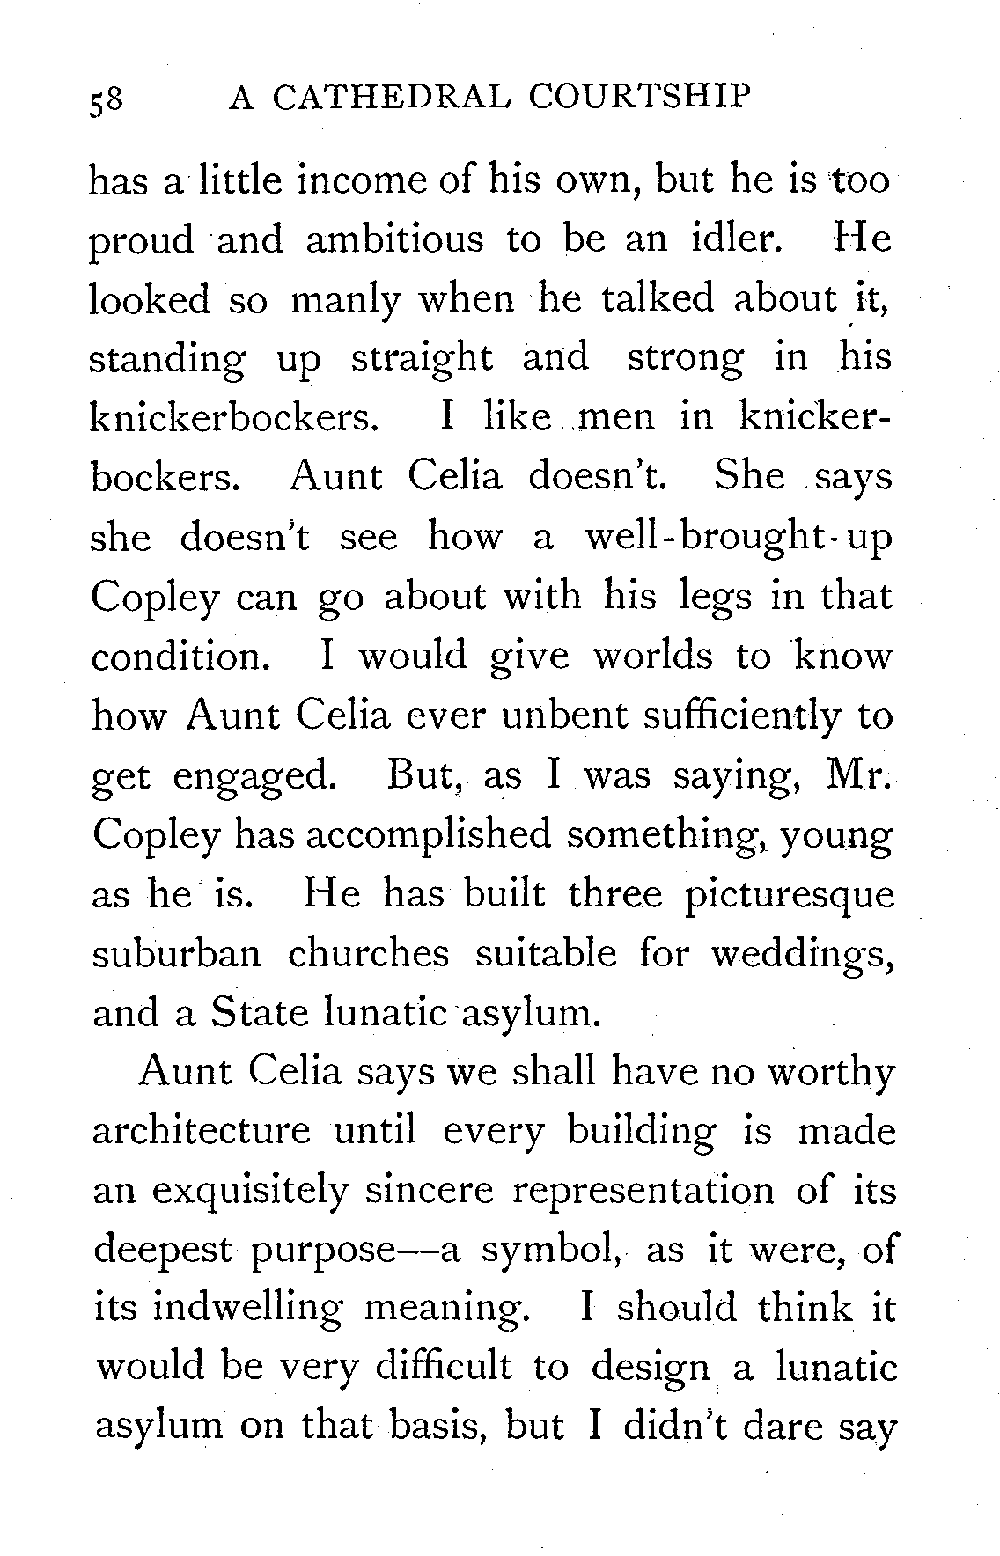 58 A CATHEDRAL COURTSHIP
has a little income of his own, but he is too
proud and ambitious to be an idler. He
looked so manly when he talked about it,
standing up straight and strong in his
knickerbockers. I like men in knicker-
bockers. Aunt Celia doesn't. She says
she doesn't see how a well-brought-up
Copley can go about with his legs in that
condition. I would give worlds to know
how Aunt Celia ever unbent sufficiently to
get engaged. But, as I was saying, Mr.
Copley has accomplished something, young
as he is. He has built three picturesque
suburban churches suitable for weddings,
and a State lunatic asylum.
Aunt Celia says we shall have no worthy
architecture until every building is made
an exquisitely sincere representation of its
deepest purpose—a symbol, as it were, of
its indwelling meaning. I should think it
would be very difficult to design a lunatic
asylum on that basis, but I didn't dare say